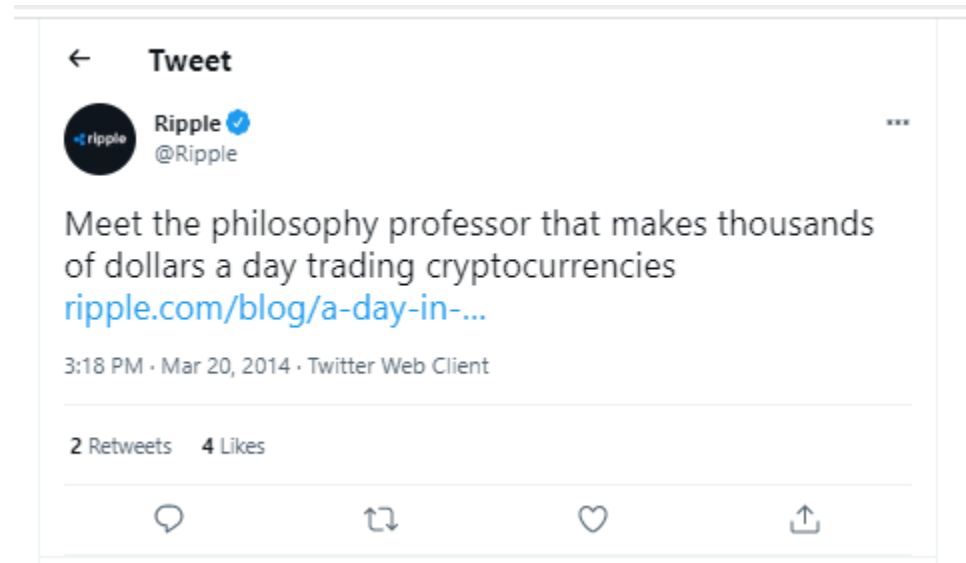 Tweet
ripple
Ripple
@Ripple
Meet the philosophy professor that makes thousands
of dollars a day trading cryptocurrencies
ripple.com/blog/a-day-in-...
3:18 PM · Mar 20, 2014 · Twitter Web Client
2 Retweets 4 Likes